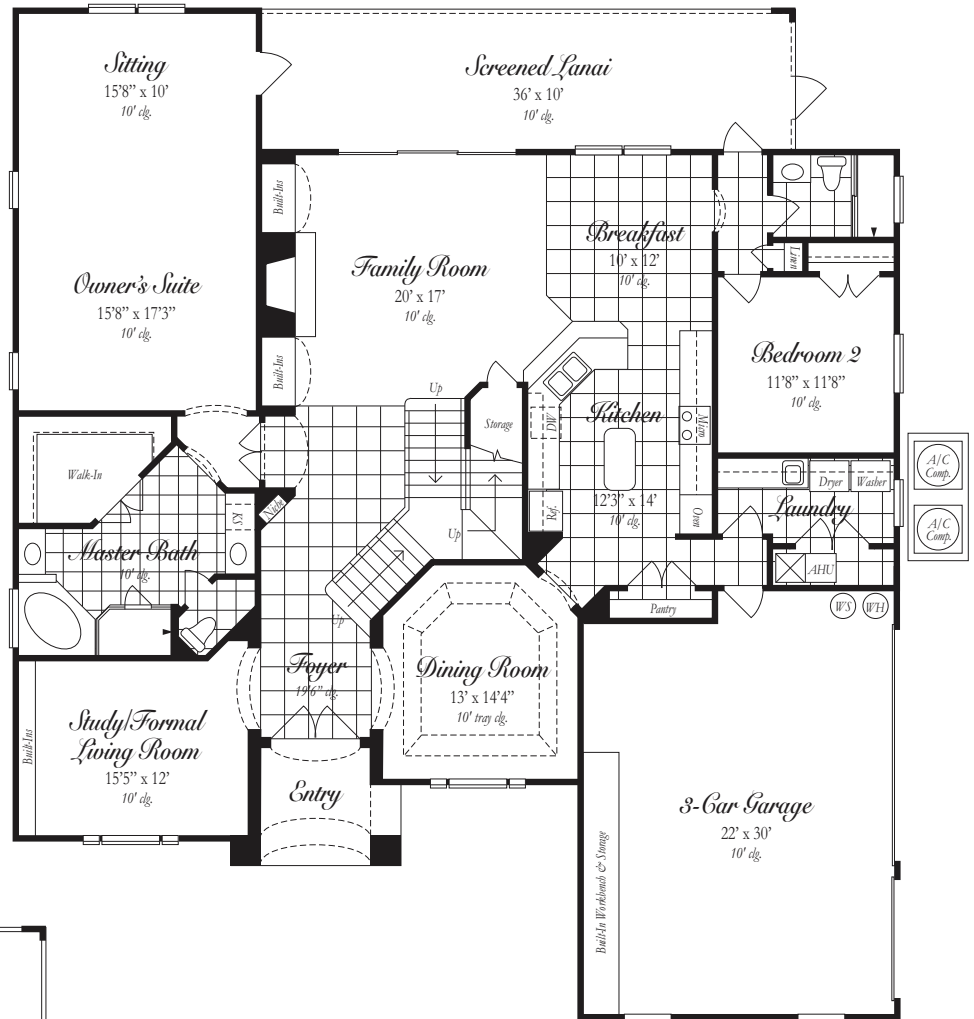 Sitting
15'8" x 10'
10' clg.
Screened Lanai
36' x 10'
10' clg.
Built-Ins
Breakfast
10' x 12'
10' clg.
Linen
Family Room
20' x 17'
10' clg.
Owner's Suite
15'8" x 17'3"
10' clg.
Bedroom 2
11'8" x 11'8"
10' clg.
Built-Ins
Up
Storage
DW
Kitchen
12'3" x 14'
10' clg.
Micro
Ref.
Oven
Walk-In
Niche
KS
Up
Dryer
Washer
Laundry
AHU
A/C
Comp.
A/C
Comp.
Master Bath
10' clg.
Up
Pantry
WS
WH
Foyer
19'6" clg.
Dining Room
13' x 14'4"
10' tray clg.
Study/Formal
Living Room
15'5" x 12'
10' clg.
Built-Ins
Entry
3-Car Garage
22' x 30'
10' clg.
Built-In Workbench & Storage